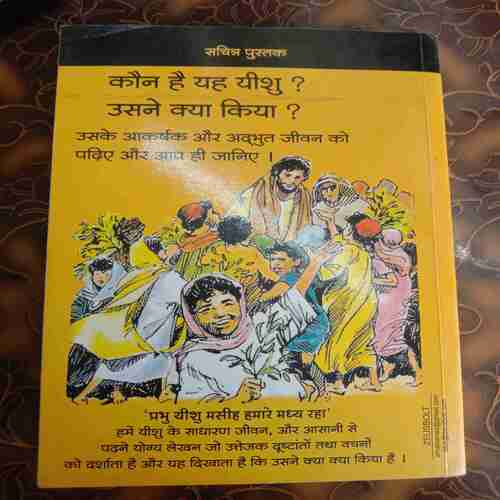 सचित्र पुस्तक
कौन है यह यीशु ?
उसने क्या किया ?
उसके आकर्षक और अद्भुत जीवन को
पढ़िए और आप ही जानिए ।
'प्रभु यीशु मसीह हमारे मध्य रहा'
हमें यीशु के साधारण जीवन, और आसानी से
पढ़ने योग्य लेखन जो उत्तेजक दृष्टांतों तथा वचनों
को दर्शाता है और यह दिखाता है कि उसने क्या क्या किया है ।
ZEUSBOLT